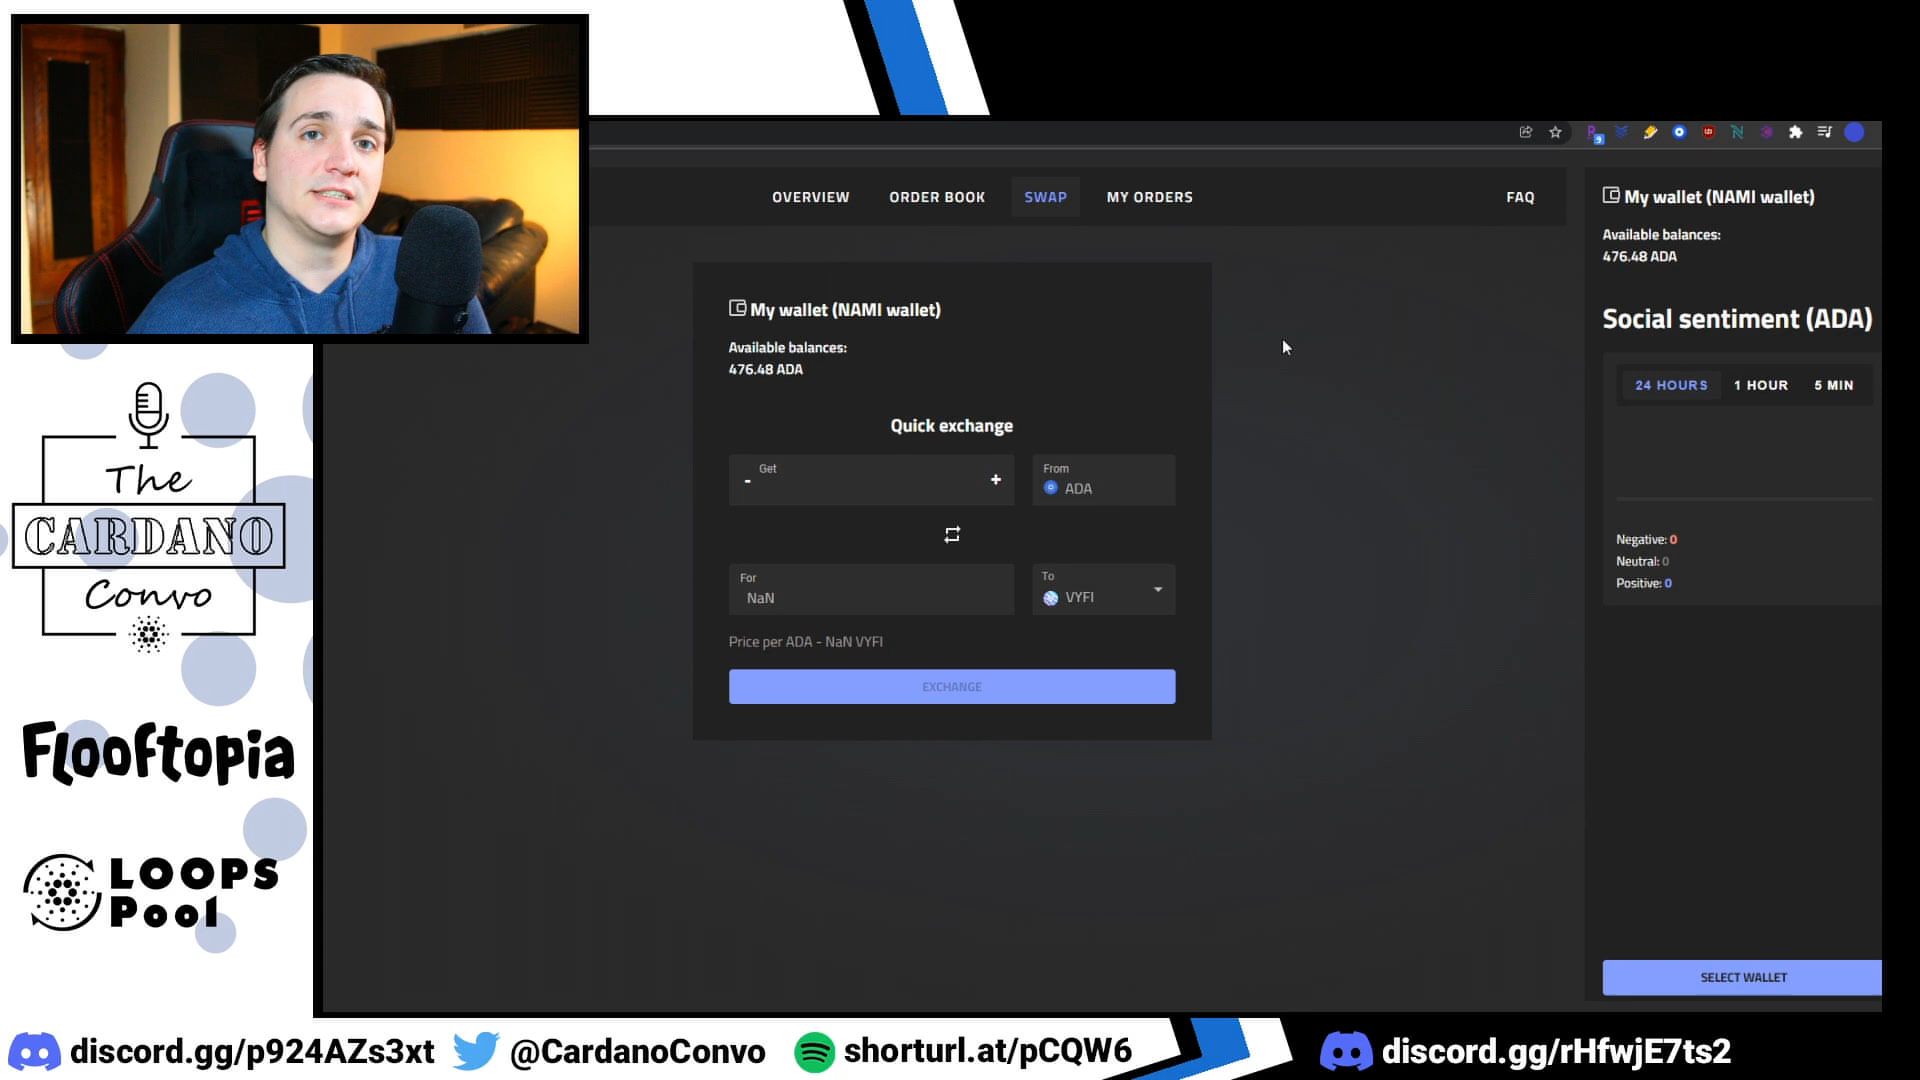 OVERVIEW
ORDER BOOK
SWAP
MY ORDERS
FAQ
My wallet (NAMI wallet)
Available balances:
476.48 ADA
Quick exchange
Get
-
+
From
ADA
For
NaN
To
VYFI
Price per ADA - NaN VYFI
EXCHANGE
My wallet (NAMI wallet)
Available balances:
476.48 ADA
Social sentiment (ADA)
24 HOURS
1 HOUR
5 MIN
Negative: 0
Neutral: 0
Positive: 0
SELECT WALLET
The
CARDANO
Convo
Flooftopia
LOOPS
Pool
discord.gg/p924AZs3xt
@CardanoConvo
shorturl.at/pCQW6
discord.gg/rHfwjE7ts2